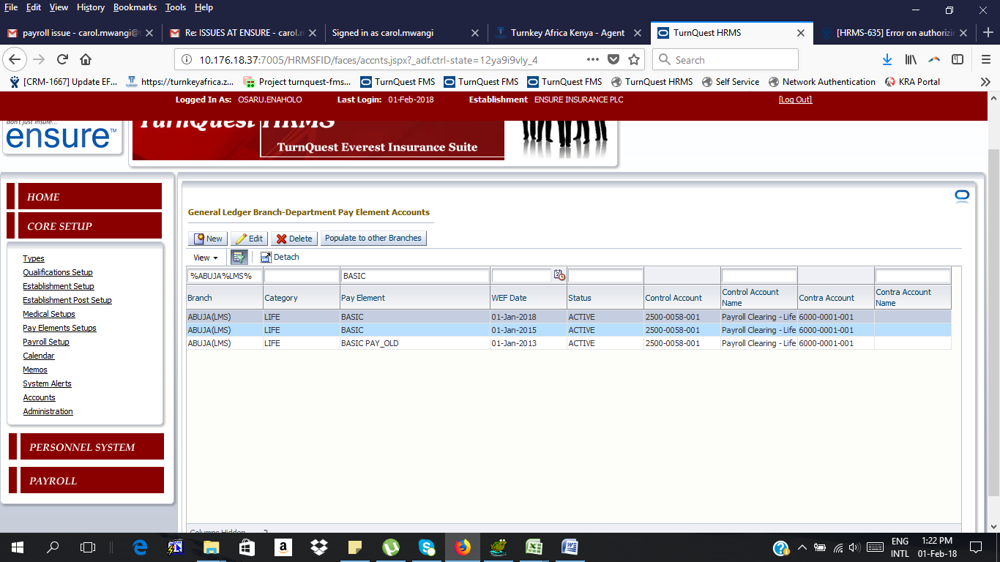 File Edit View History Bookmarks Tools Help
payroll issue - carol.mwangi@
Re: ISSUES AT ENSURE - carol.
Signed in as carol.mwangi
Turnkey Africa Kenya - Agent
TurnQuest HRMS
[HRMS-635] Error on authorizi
10.176.18.37:7005/HRMSFID/faces/accnts.jspx?_adf.ctrl-state=12ya9i9vly_4
Search
[CRM-1667] Update EF...
https://turnkeyafrica.z...
Project turnquest-fms...
TurnQuest FMS
TurnQuest FMS
TurnQuest FMS
TurnQuest HRMS
Self Service
Network Authentication
KRA Portal
Logged In As: OSARU.ENAHOLO Last Login: 01-Feb-2018 Establishment ENSURE INSURANCE PLC [Log Out]
don't just insure...
ensure™
TurnQuest HRMS
TurnQuest Everest Insurance Suite
HOME
CORE SETUP
Types
Qualifications Setup
Establishment Setup
Establishment Post Setup
Medical Setups
Pay Elements Setups
Payroll Setup
Calendar
Memos
System Alerts
Accounts
Administration
PERSONNEL SYSTEM
PAYROLL
General Ledger Branch-Department Pay Element Accounts
New Edit Delete Populate to other Branches
View Detach
%ABUJA%LMS% BASIC
Branch Category Pay Element WEF Date Status Control Account Control Account Name Contra Account Contra Account Name
ABUJA(LMS) LIFE BASIC 01-Jan-2018 ACTIVE 2500-0058-001 Payroll Clearing - Life 6000-0001-001
ABUJA(LMS) LIFE BASIC 01-Jan-2015 ACTIVE 2500-0058-001 Payroll Clearing - Life 6000-0001-001
ABUJA(LMS) LIFE BASIC PAY_OLD 01-Jan-2013 ACTIVE 2500-0058-001 Payroll Clearing - Life 6000-0001-001
Columns Hidden 2
ENG
INTL
1:22 PM
01-Feb-18